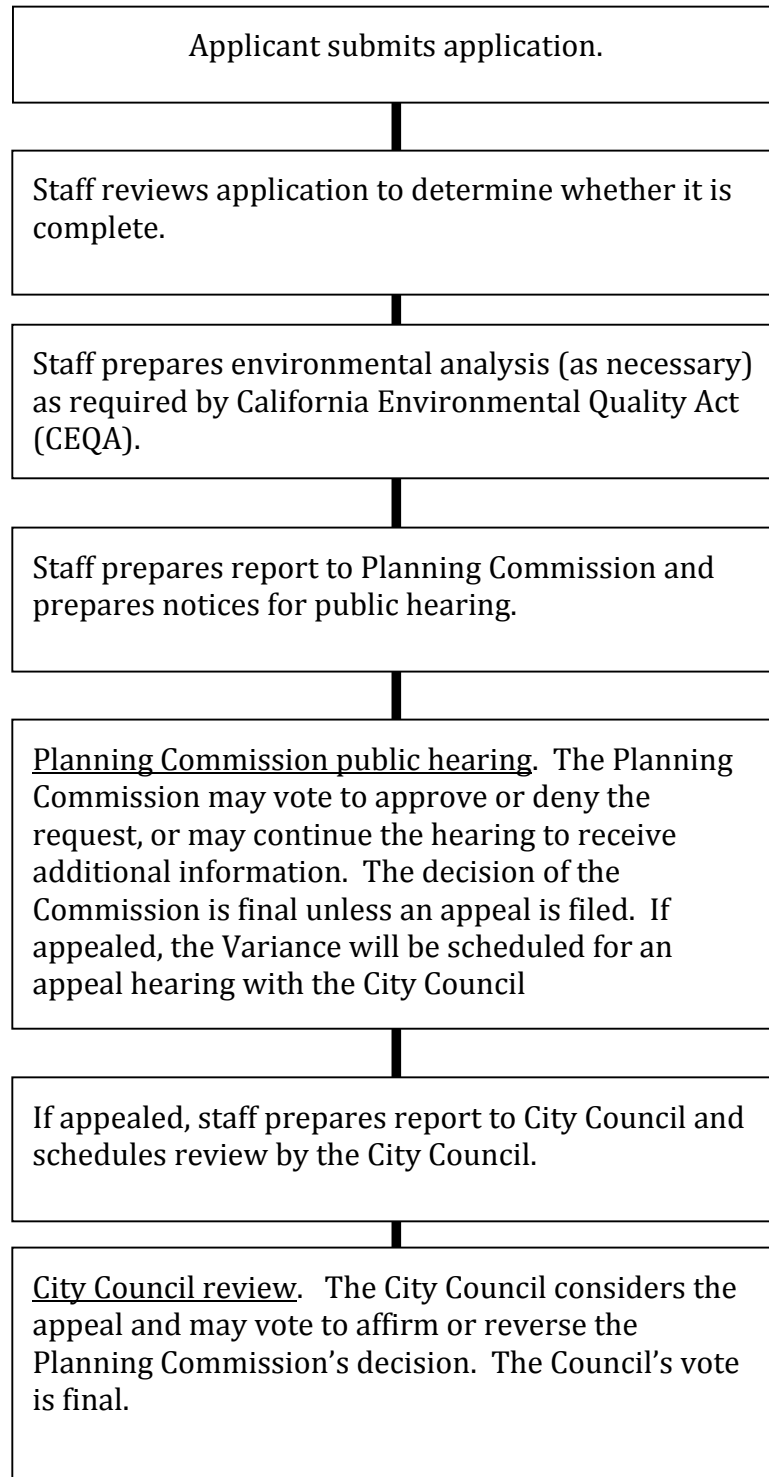 Applicant submits application.
Staff reviews application to determine whether it is
complete.
Staff prepares environmental analysis (as necessary)
as required by California Environmental Quality Act
(CEQA).
Staff prepares report to Planning Commission and
prepares notices for public hearing.
Planning Commission public hearing.  The Planning
Commission may vote to approve or deny the
request, or may continue the hearing to receive
additional information.  The decision of the
Commission is final unless an appeal is filed.  If
appealed, the Variance will be scheduled for an
appeal hearing with the City Council
If appealed, staff prepares report to City Council and
schedules review by the City Council.
City Council review.   The City Council considers the
appeal and may vote to affirm or reverse the
Planning Commission’s decision.  The Council’s vote
is final.